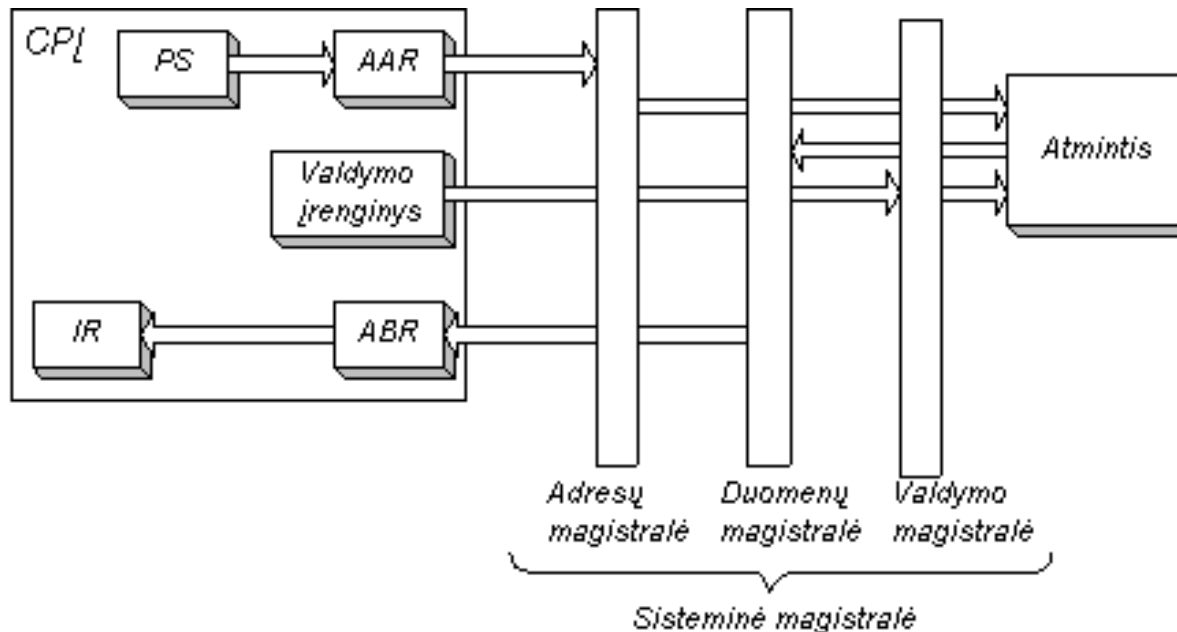 CPĮ
PS
AAR
Valdymo
įrenginys
Atmintis
IR
ABR
Adresų
magistralė
Duomenų
magistralė
Valdymo
magistralė
Sisteminė magistralė